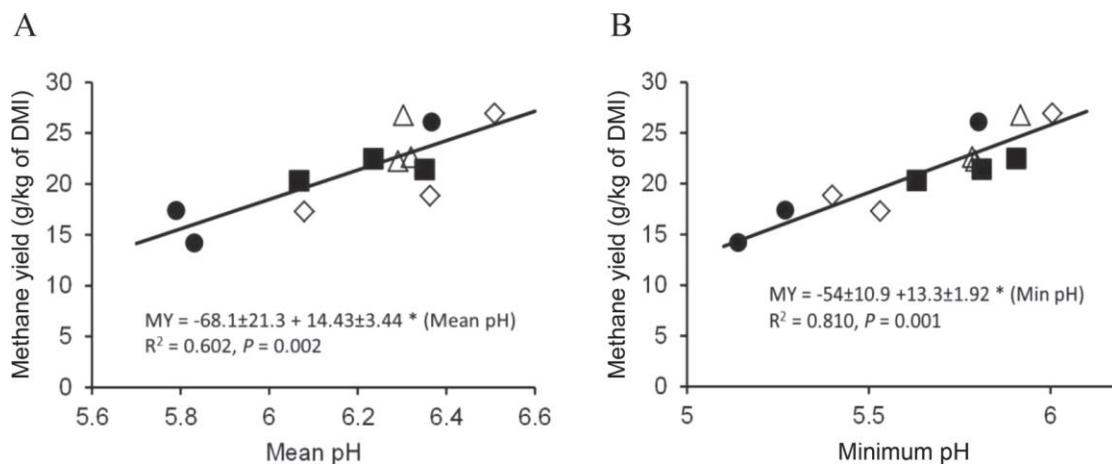 A
Methane yield (g/kg of DMI)
30
25
20
15
10
5
0
MY = -68.1±21.3 + 14.43±3.44 * (Mean pH)
R² = 0.602, P = 0.002
5.6 5.8 6 6.2 6.4 6.6
Mean pH
B
Methane yield (g/kg of DMI)
30
25
20
15
10
5
0
MY = -54±10.9 +13.3±1.92 * (Min pH)
R² = 0.810, P = 0.001
5 5.5 6
Minimum pH